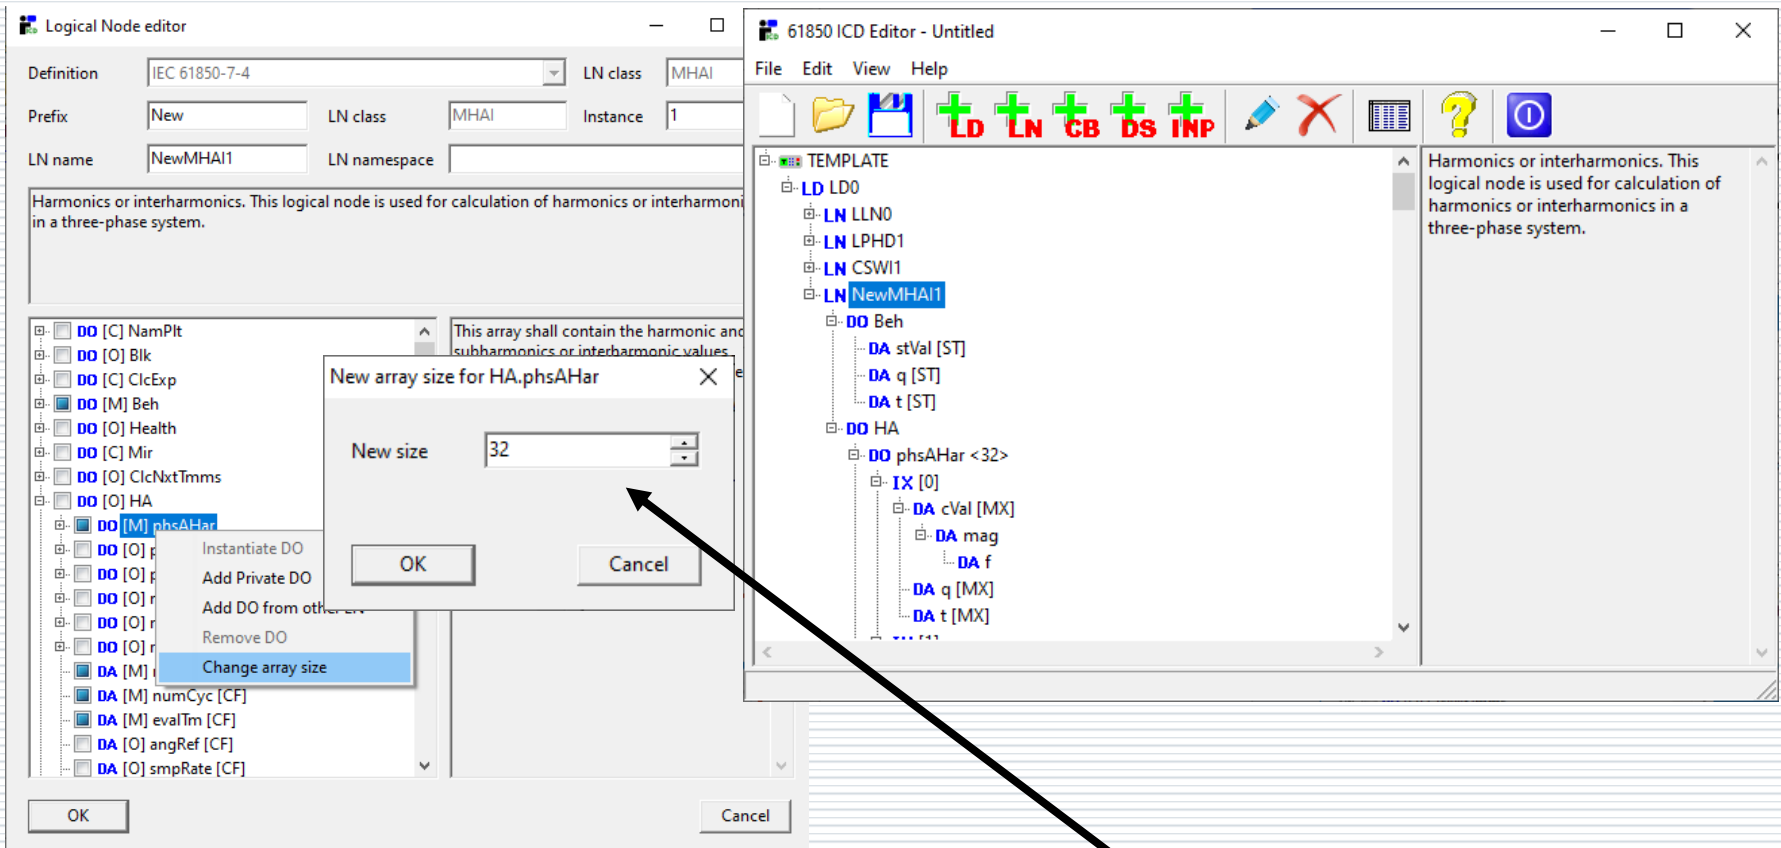 Logical Node editor
Definition
IEC 61850-7-4
LN class
MHAI
Prefix
New
LN class
MHAI
Instance
1
LN name
NewMHAI1
LN namespace
Harmonics or interharmonics. This logical node is used for calculation of harmonics or interharmoni
in a three-phase system.
DO [C] NamPlt
DO [O] Blk
DO [C] ClcExp
DO [M] Beh
DO [O] Health
DO [C] Mir
DO [O] ClcNxtTmms
DO [O] HA
DO [M] phsAHar
DO [O]
DO [O]
DO [O]
DO [O]
DO [O]
DA [M]
DA [M] numCyc [CF]
DA [M] evalTm [CF]
DA [O] angRef [CF]
DA [O] smpRate [CF]
This array shall contain the harmonic and
subharmonics or interharmonic values
Instantiate DO
Add Private DO
Add DO from other LN
Remove DO
Change array size
New array size for HA.phsAHar
New size
32
OK
Cancel
OK
Cancel
61850 ICD Editor - Untitled
File Edit View Help
LD LN CB DS INP
TEMPLATE
LD LD0
LN LLN0
LN LPHD1
LN CSWI1
LN NewMHAI1
DO Beh
DA stVal [ST]
DA q [ST]
DA t [ST]
DO HA
DO phsAHar <32>
IX [0]
DA cVal [MX]
DA mag
DA f
DA q [MX]
DA t [MX]
IX [1]
Harmonics or interharmonics. This
logical node is used for calculation of
harmonics or interharmonics in a
three-phase system.